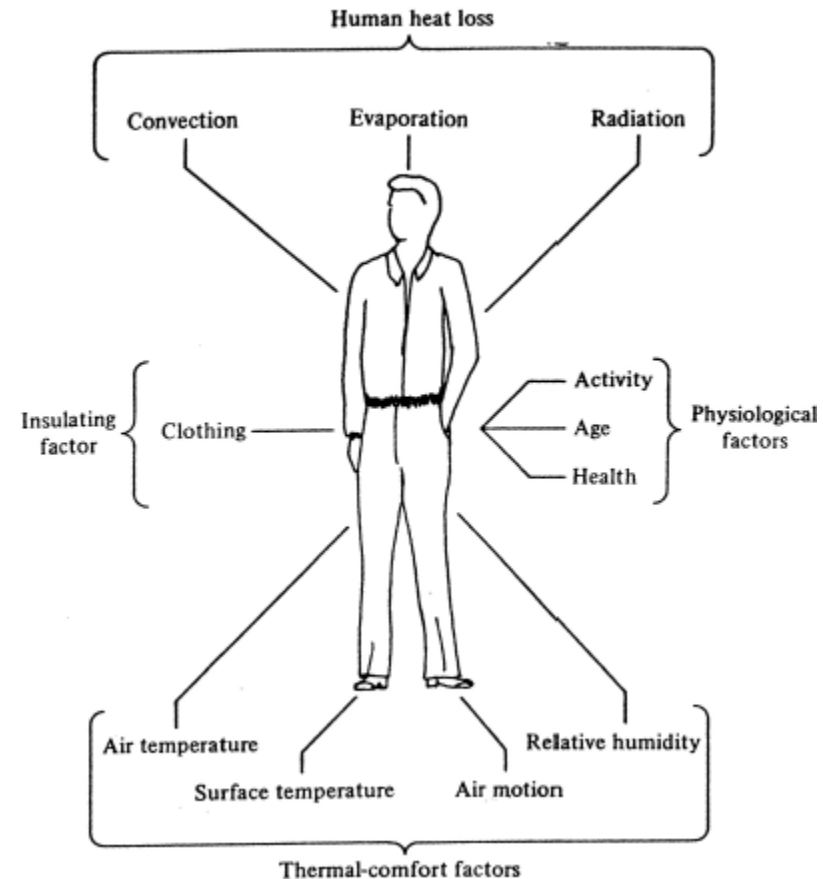 Human heat loss
Convection
Evaporation
Radiation
Insulating
factor
Clothing
Activity
Age
Health
Physiological
factors
Air temperature
Surface temperature
Air motion
Relative humidity
Thermal-comfort factors